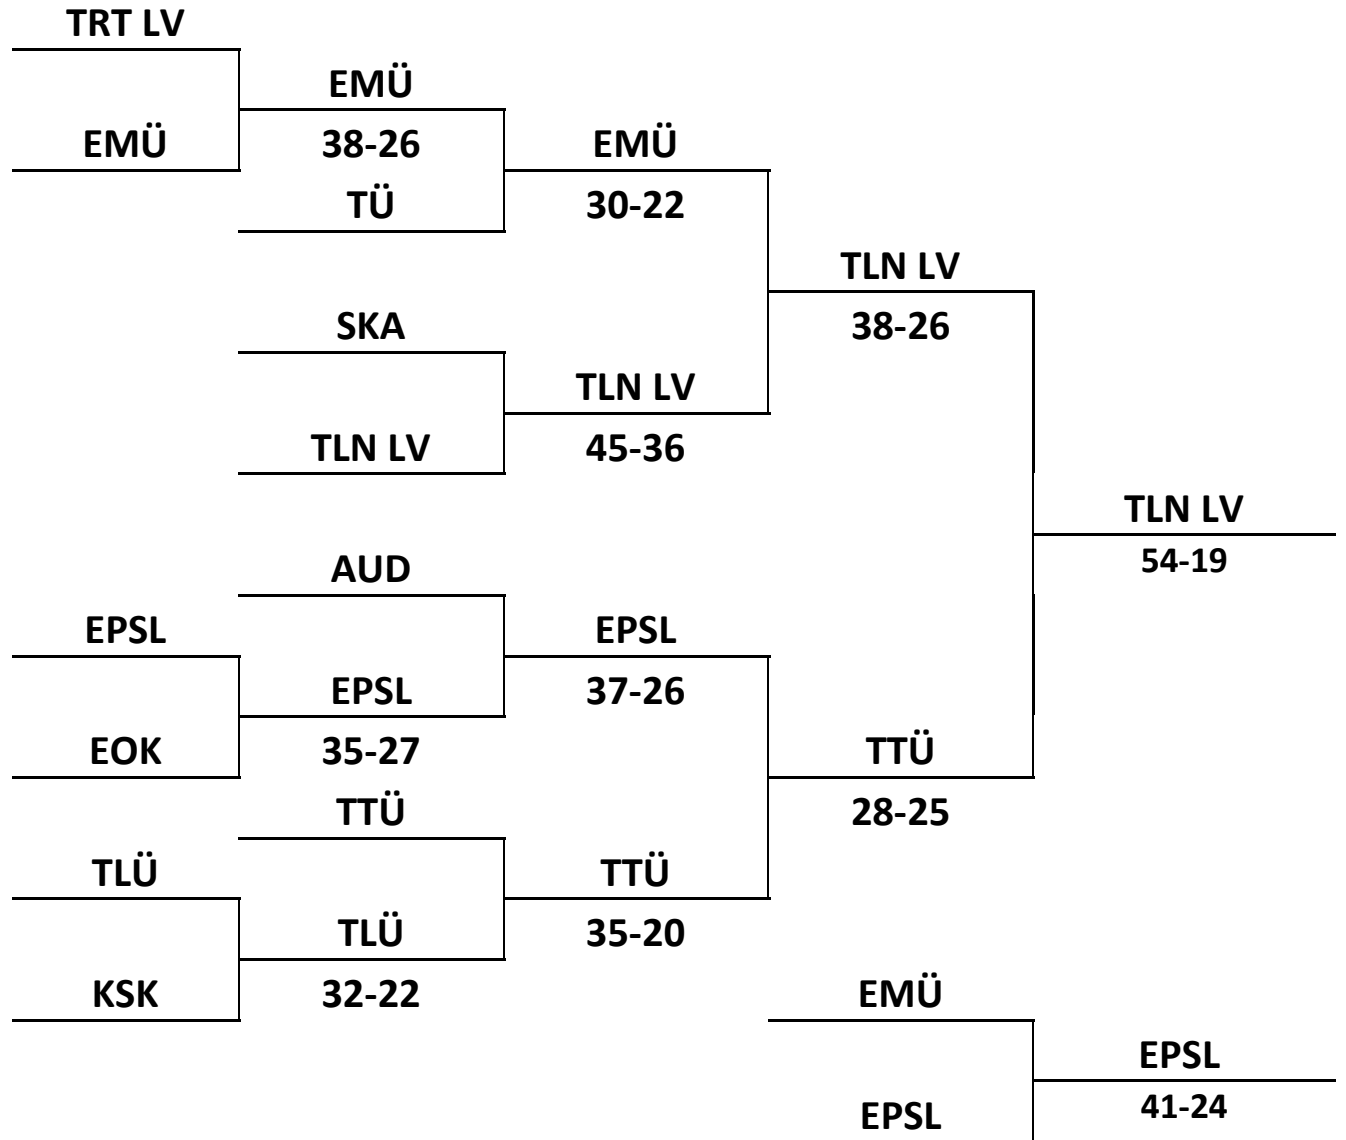 TRT LV
EMÜ
EMÜ
38-26
EMÜ
TÜ
30-22
TLN LV
SKA
38-26
TLN LV
TLN LV
45-36
TLN LV
AUD
54-19
EPSL
EPSL
EPSL
37-26
EOK
35-27
TTÜ
TTÜ
28-25
TLÜ
TTÜ
TLÜ
35-20
KSK
32-22
EMÜ
EPSL
EPSL
41-24